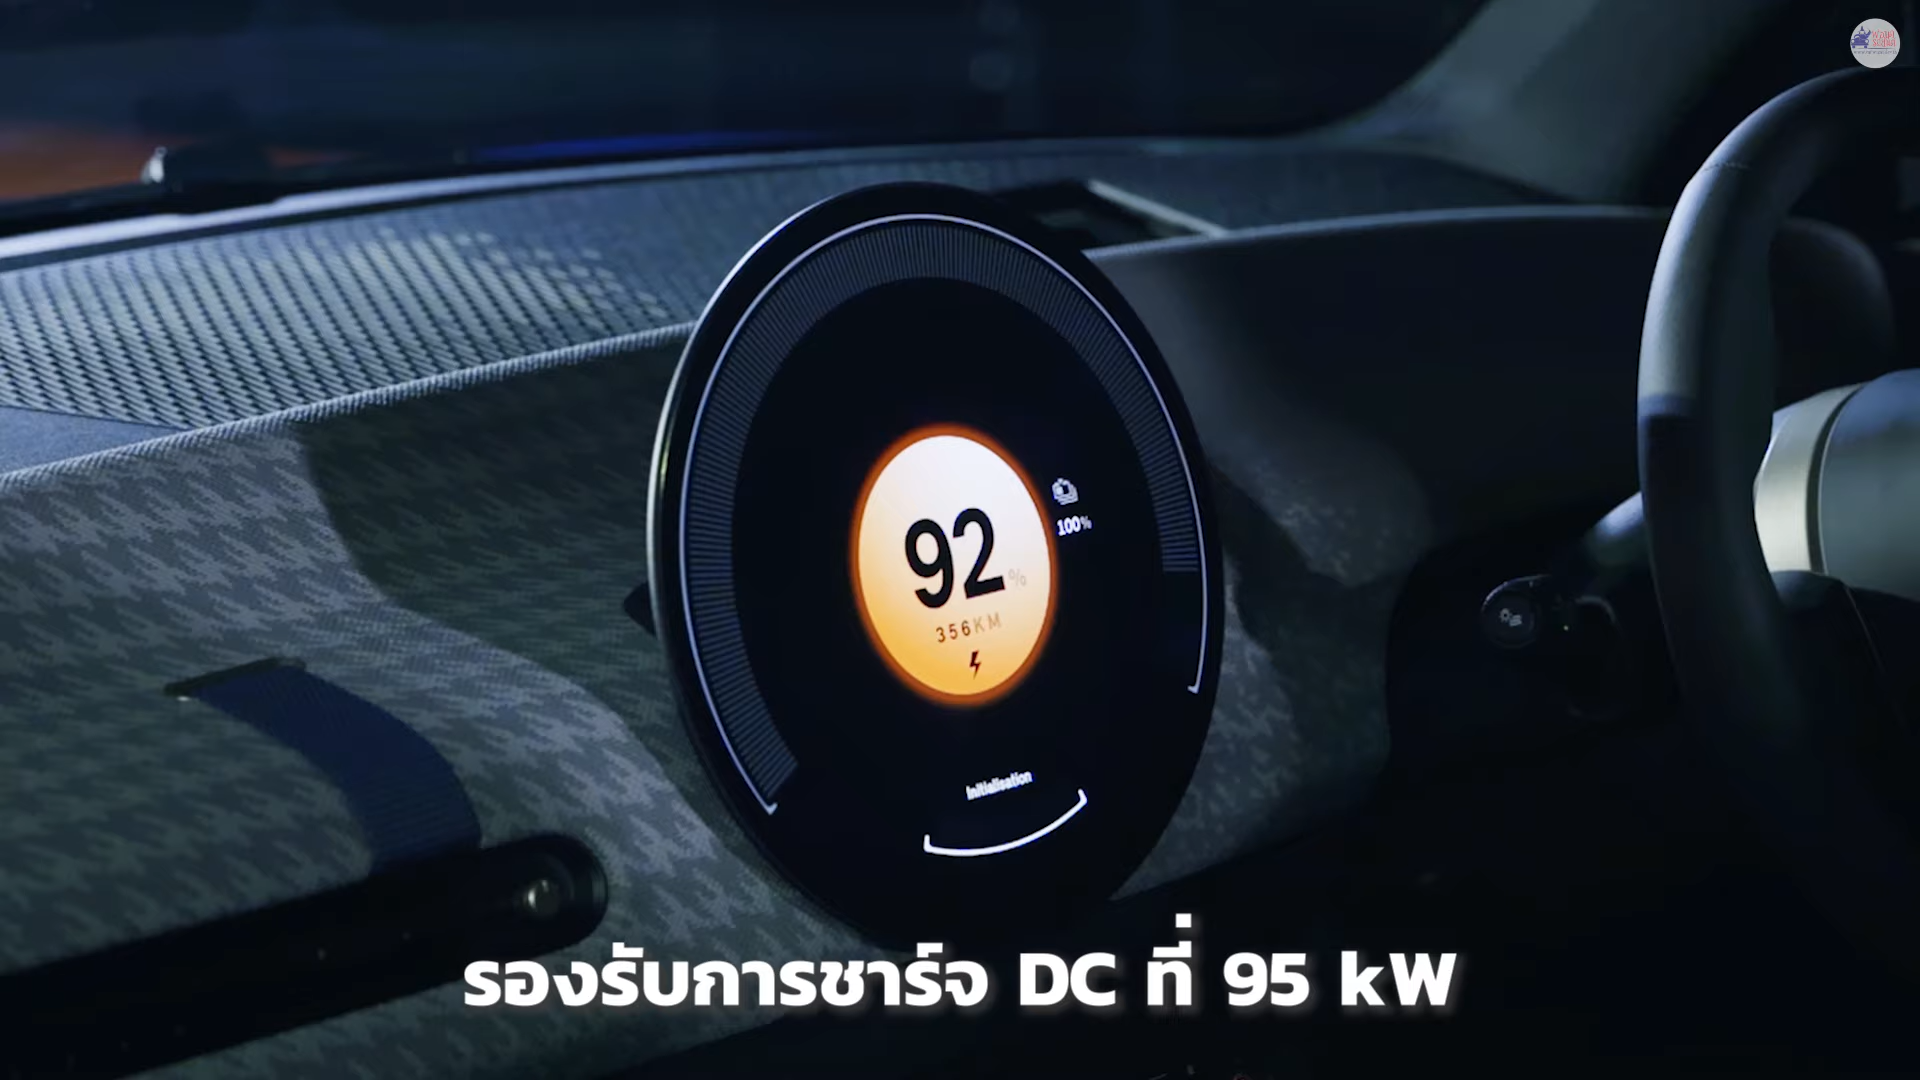 100%
92%
356KM
Initialisation
รองรับการชาร์จ DC ที่ 95 kW